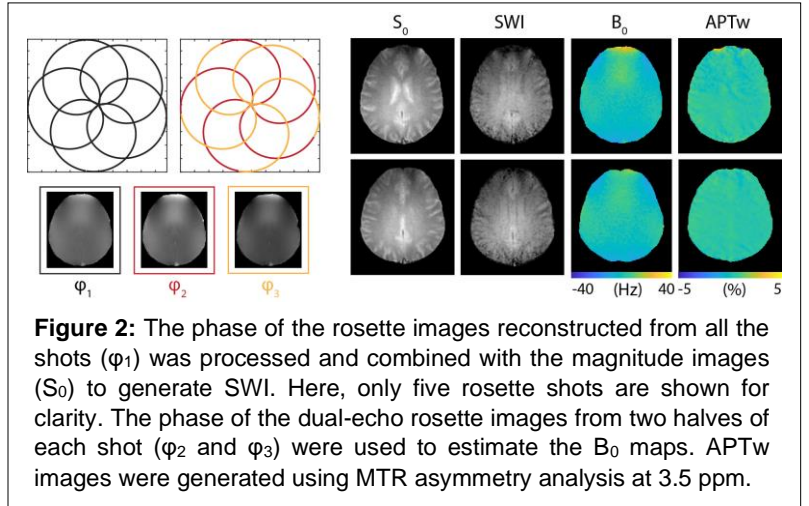 S₀ SWI B₀ APTw
φ₁ φ₂ φ₃
-40 (Hz) 40 -5 (%) 5
Figure 2: The phase of the rosette images reconstructed from all the
shots (φ₁) was processed and combined with the magnitude images
(S₀) to generate SWI. Here, only five rosette shots are shown for
clarity. The phase of the dual-echo rosette images from two halves of
each shot (φ₂ and φ₃) were used to estimate the B₀ maps. APTw
images were generated using MTR asymmetry analysis at 3.5 ppm.